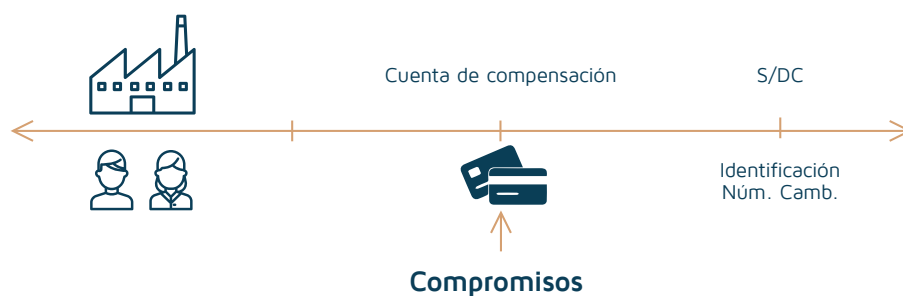 Cuenta de compensación
S/DC
Identificación
Núm. Camb.
Compromisos